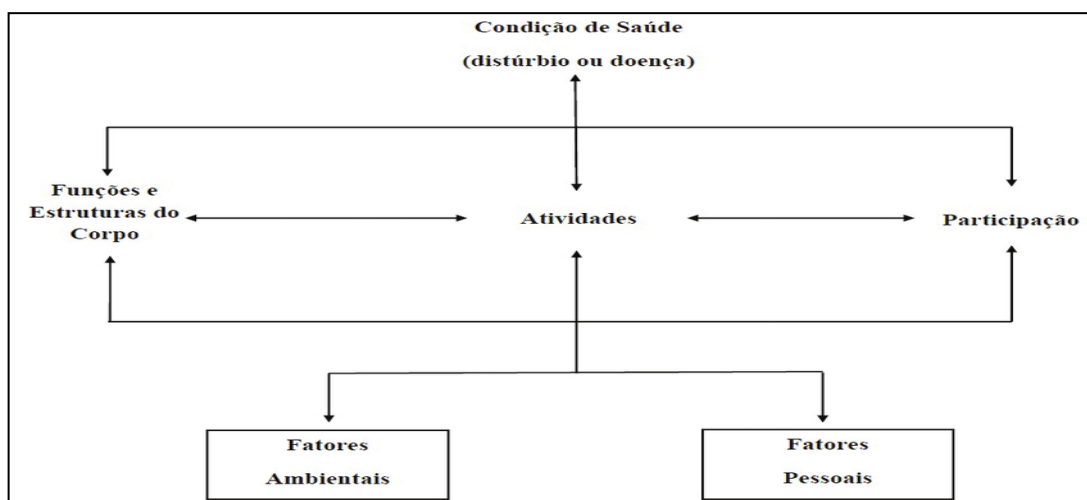 Condição de Saúde
(distúrbio ou doença)
Funções e
Estruturas do
Corpo
Atividades
Participação
Fatores
Ambientais
Fatores
Pessoais